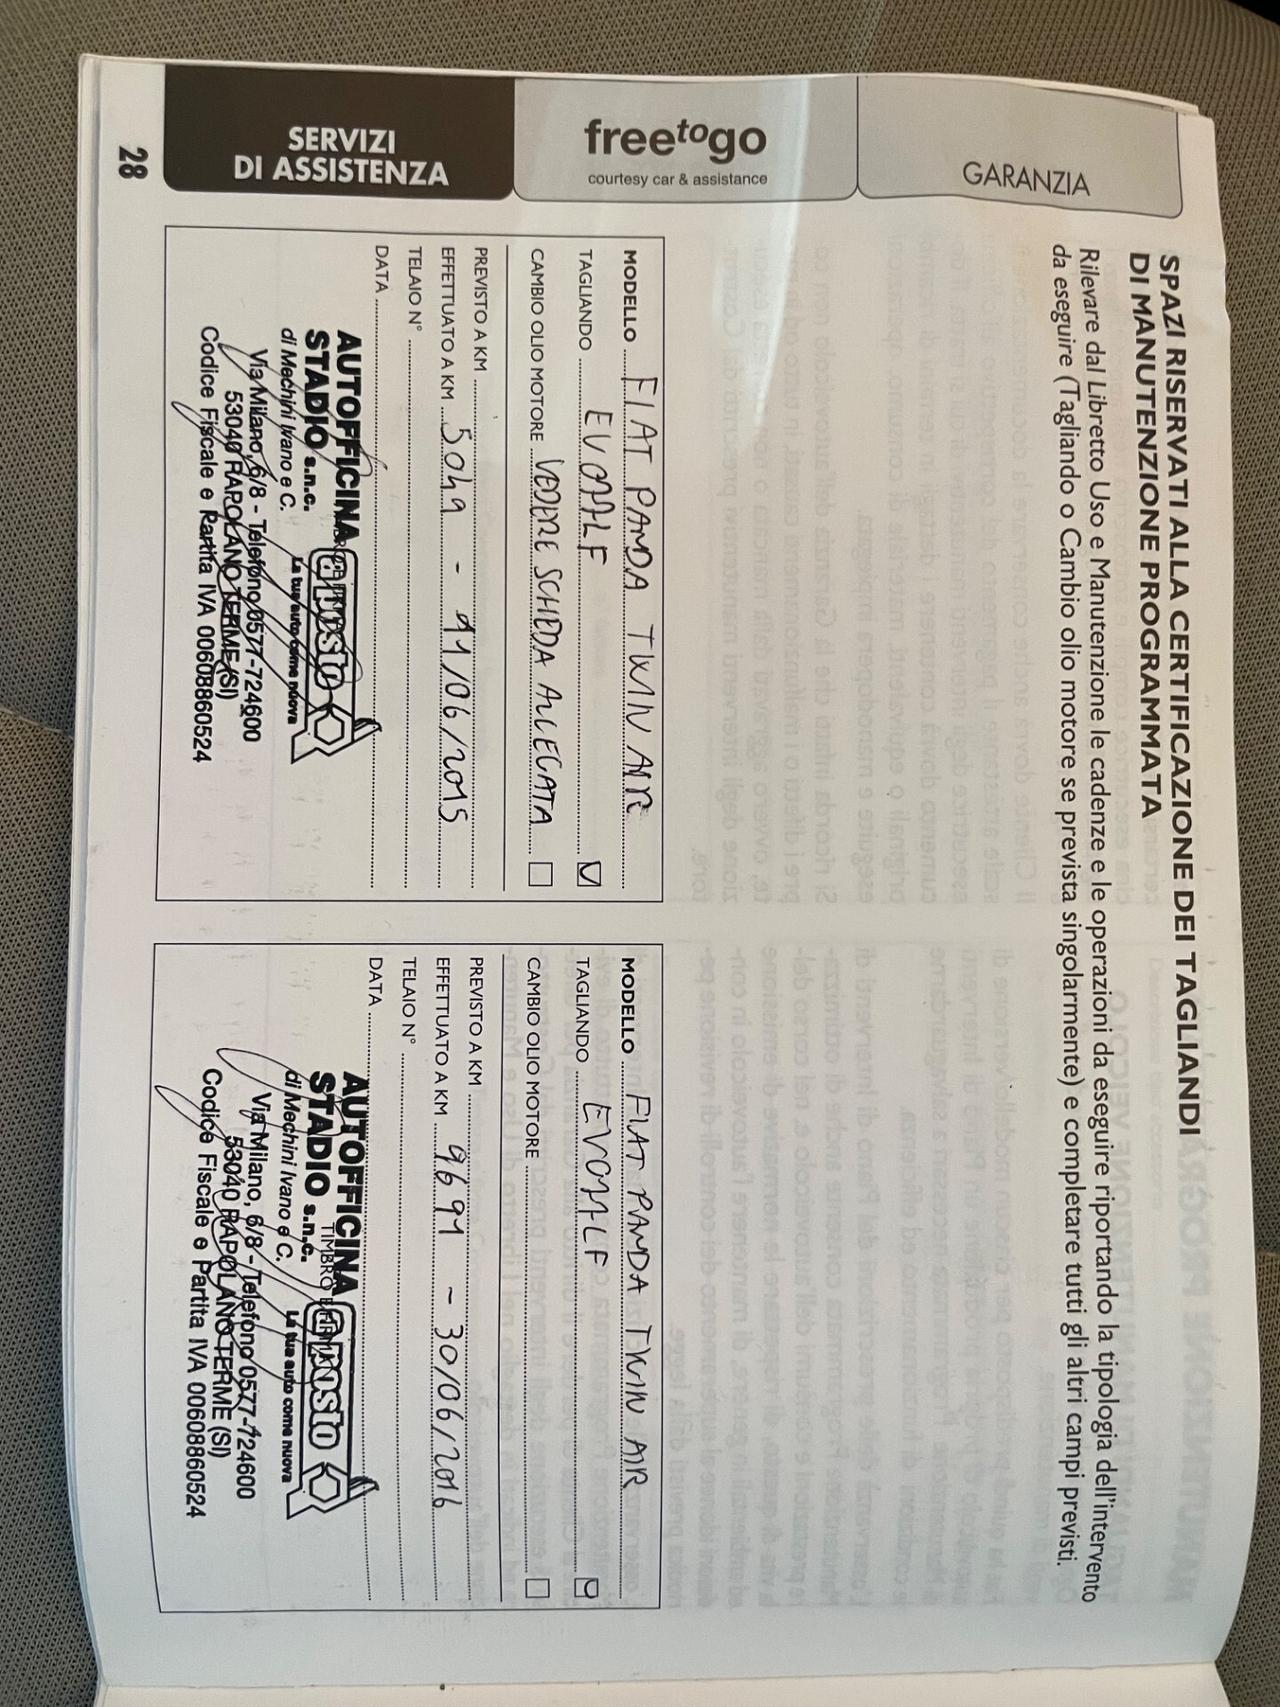 GARANZIA
freetogo
courtesy car & assistance
SERVIZI
DI ASSISTENZA
28
SPAZI RISERVATI ALLA CERTIFICAZIONE DEI TAGLIANDI
DI MANUTENZIONE PROGRAMMATA
Rilevare dal Libretto Uso e Manutenzione le cadenze e le operazioni da eseguire riportando la tipologia dell'intervento
da eseguire (Tagliando o Cambio olio motore se prevista singolarmente) e completare tutti gli altri campi previsti.
MODELLO FIAT PANDA TWIN AIR
TAGLIANDO
CAMBIO OLIO MOTORE VEDERE SCHEDA ALLEGATA
PREVISTO A KM
EFFETTUATO A KM 5049 - 11/06/2015
TELAIO N°
DATA
AUTOFFICINA
STADIO s.n.c.
di Mechini Ivano e C.
a posto
La tua auto come nuova
Via Milano, 6/8 - Telefono 0577-724600
53040 RAPOLANO TERME (SI)
Codice Fiscale e Partita IVA 00608860524
MODELLO FIAT PANDA TWIN AIR
TAGLIANDO
CAMBIO OLIO MOTORE
PREVISTO A KM
EFFETTUATO A KM 9691 - 30/06/2016
TELAIO N°
DATA
TIMBRO E FIRMA
AUTOFFICINA
STADIO s.n.c.
di Mechini Ivano e C.
a posto
La tua auto come nuova
Via Milano, 6/8 - Telefono 0577-724600
53040 RAPOLANO TERME (SI)
Codice Fiscale e Partita IVA 00608860524